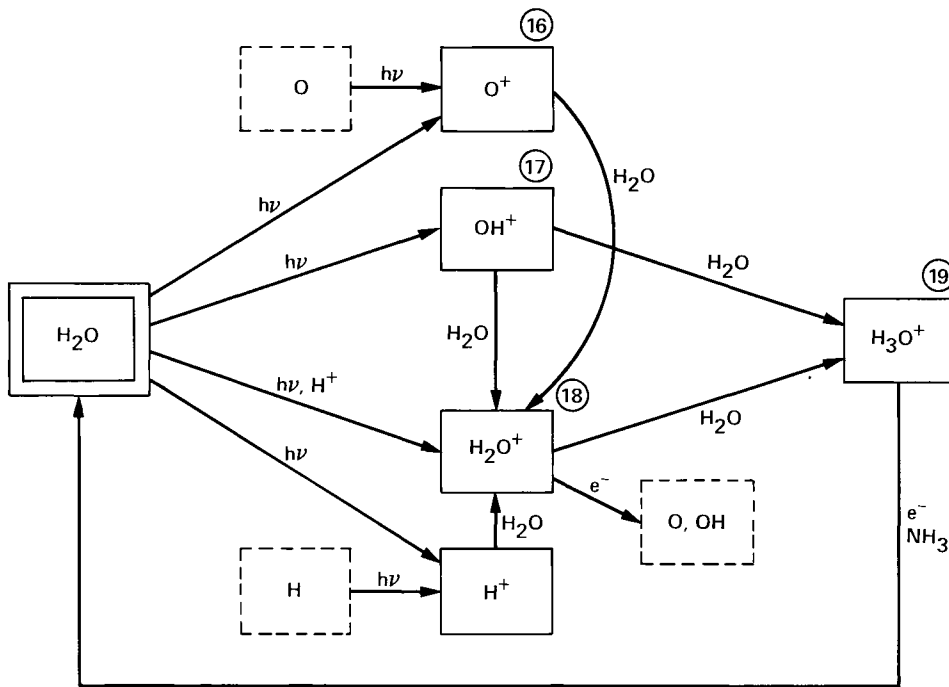 16
O
hν
O⁺
17
H₂O
hν
OH⁺
hν
H₂O
19
H₂O
H₂O
H₃O⁺
hν, H⁺
18
H₂O⁺
H₂O
hν
e⁻
O, OH
H₂O
e⁻
NH₃
H
hν
H⁺